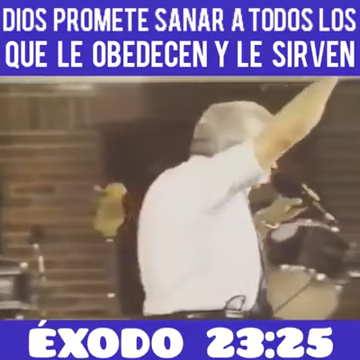 DIOS PROMETE SANAR A TODOS LOS
QUE LE OBEDECEN Y LE SIRVEN
ÉXODO 23:25